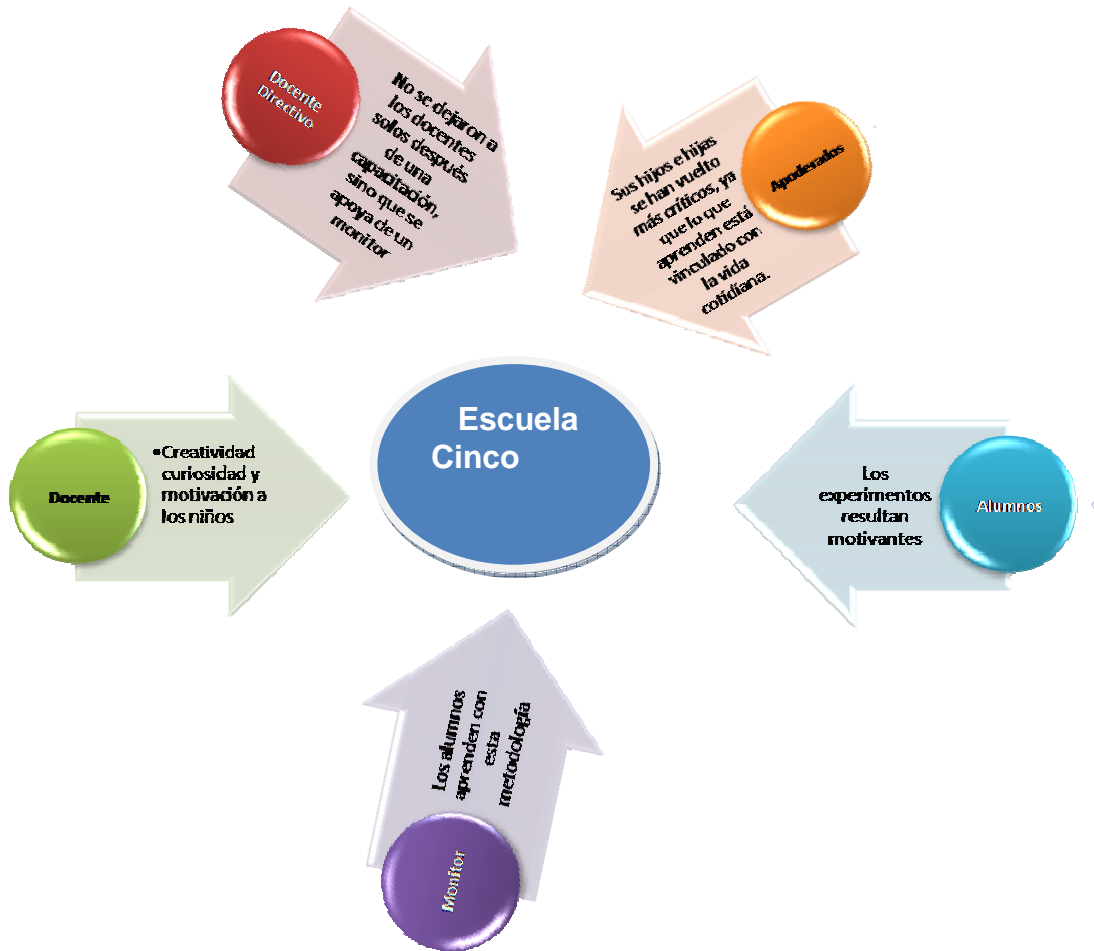 Docente
Directivo
No se dejaron a
los docentes
solos después
de una
capacitación,
sino que se
apoya de un
monitor
Apoderados
Sus hijos e hijas
se han vuelto
más críticos, ya
que lo que
aprenden está
vinculado con
la vida
cotidiana.
Escuela
Cinco
Docente
•Creatividad
curiosidad y
motivación a
los niños
Los
experimentos
resultan
motivantes
Alumnos
Los alumnos
aprenden con
esta
metodología
Monitor